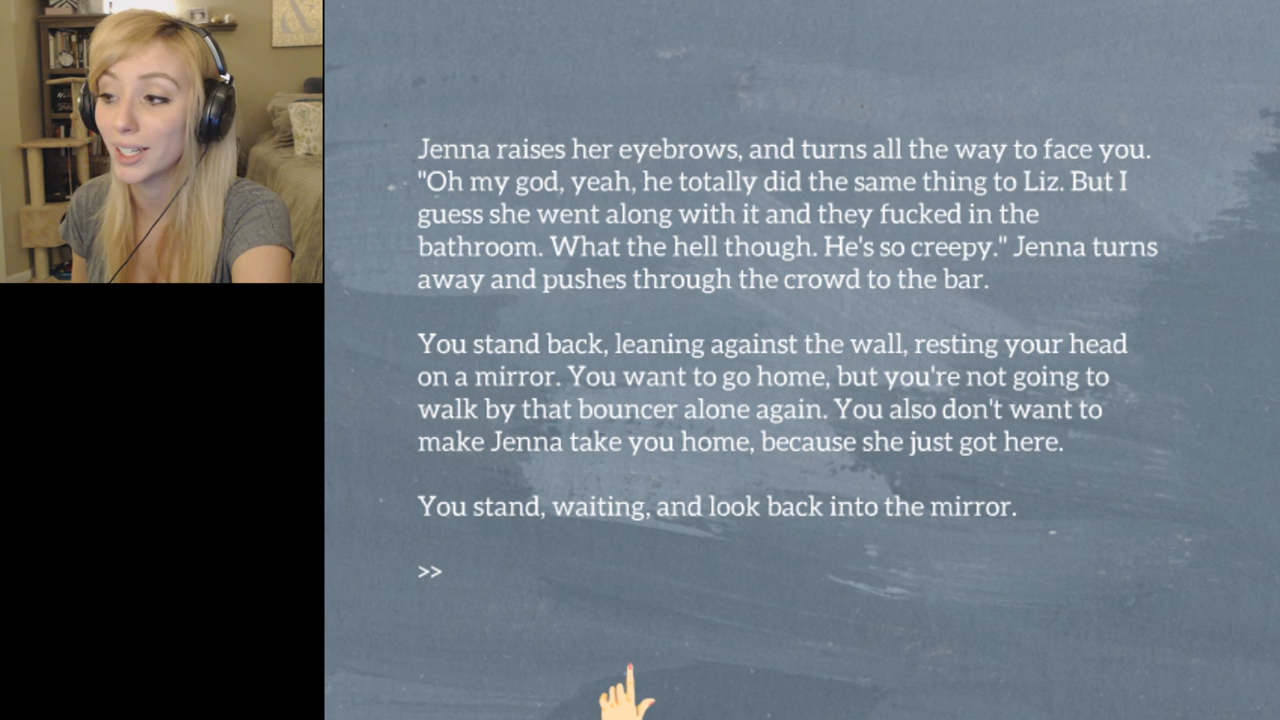 &
Jenna raises her eyebrows, and turns all the way to face you.
"Oh my god, yeah, he totally did the same thing to Liz. But I
guess she went along with it and they fucked in the
bathroom. What the hell though. He's so creepy." Jenna turns
away and pushes through the crowd to the bar.
You stand back, leaning against the wall, resting your head
on a mirror. You want to go home, but you're not going to
walk by that bouncer alone again. You also don't want to
make Jenna take you home, because she just got here.
You stand, waiting, and look back into the mirror.
>>